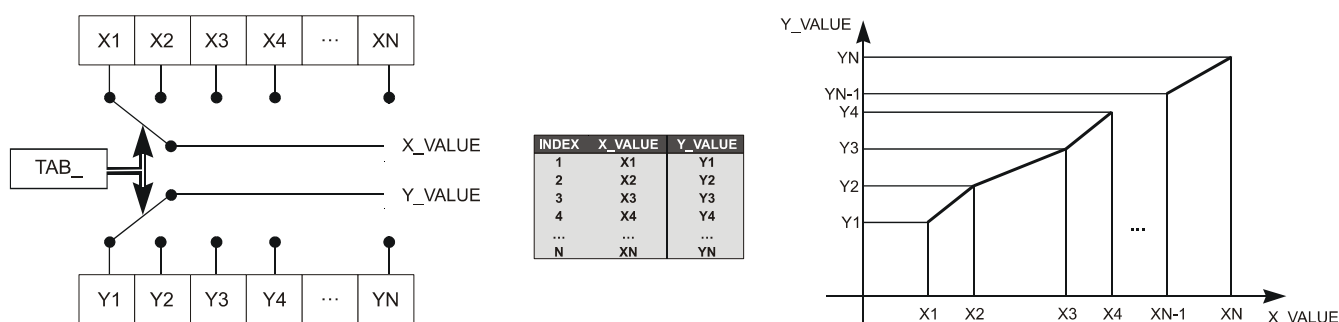 X1 X2 X3 X4 ... XN
X_VALUE
TAB_
Y_VALUE
Y1 Y2 Y3 Y4 ... YN
INDEX X_VALUE Y_VALUE
1 X1 Y1
2 X2 Y2
3 X3 Y3
4 X4 Y4
... ... ...
N XN YN
Y_VALUE
YN
YN-1
Y4
Y3
Y2
Y1
...
X1 X2 X3 X4 XN-1 XN X_VALUE